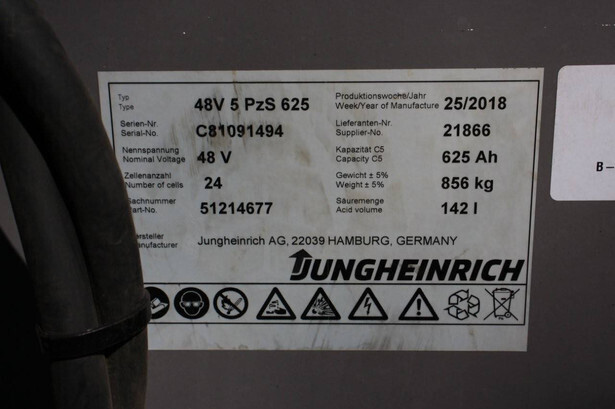 Typ
Type
48V 5 PzS 625
Produktionswoche/Jahr
Week/Year of Manufacture
25/2018
Serien-Nr.
Serial-No.
C81091494
Lieferanten-Nr.
Supplier-No.
21866
Nennspannung
Nominal Voltage
48 V
Kapazität C5
Capacity C5
625 Ah
Zellenanzahl
Number of cells
24
Gewicht ± 5%
Weight ± 5%
856 kg
Sachnummer
Part-No.
51214677
Säuremenge
Acid volume
142 l
Hersteller
Manufacturer
Jungheinrich AG, 22039 HAMBURG, GERMANY
JUNGHEINRICH
B –